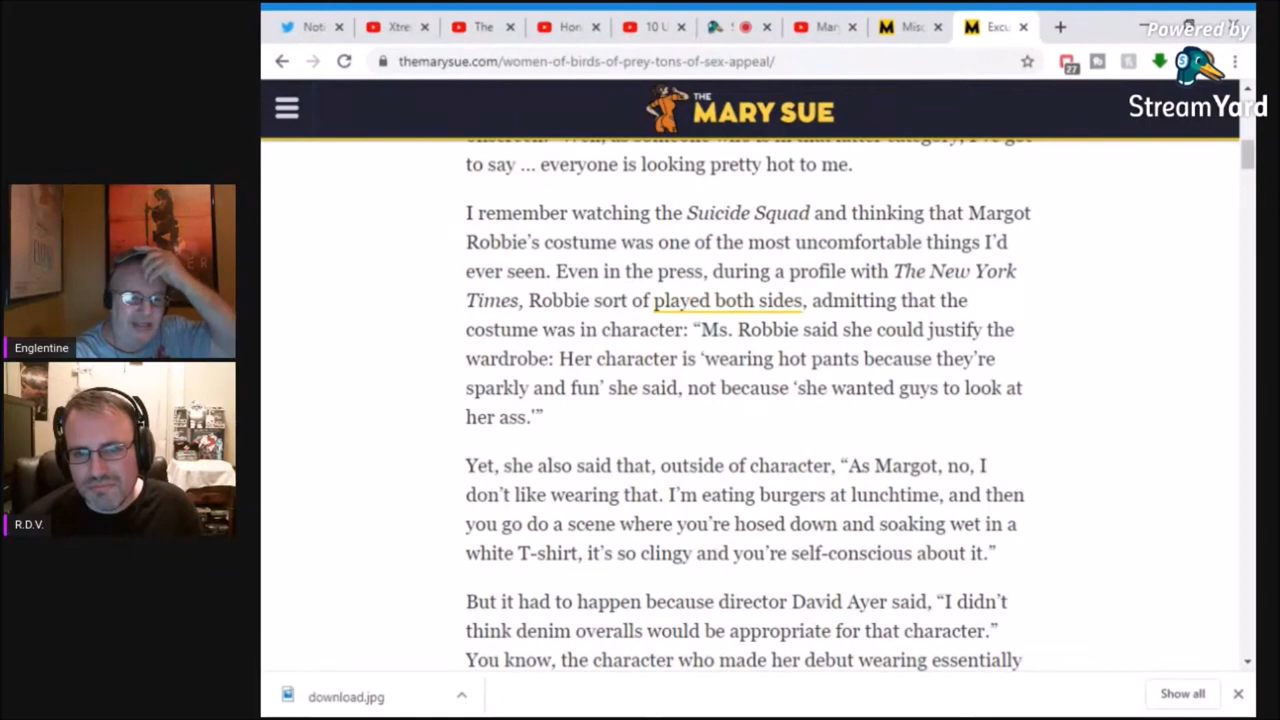 Noti
Xtre
The
Hon
10 U
Man
Misc
Excu
Powered by
themarysue.com/women-of-birds-of-prey-tons-of-sex-appeal/
27
StreamYard
THE
MARY SUE
to say ... everyone is looking pretty hot to me.
I remember watching the Suicide Squad and thinking that Margot
Robbie’s costume was one of the most uncomfortable things I’d
ever seen. Even in the press, during a profile with The New York
Times, Robbie sort of played both sides, admitting that the
costume was in character: “Ms. Robbie said she could justify the
wardrobe: Her character is ‘wearing hot pants because they’re
sparkly and fun’ she said, not because ‘she wanted guys to look at
her ass.’”
Yet, she also said that, outside of character, “As Margot, no, I
don’t like wearing that. I’m eating burgers at lunchtime, and then
you go do a scene where you’re hosed down and soaking wet in a
white T-shirt, it’s so clingy and you’re self-conscious about it.”
But it had to happen because director David Ayer said, “I didn’t
think denim overalls would be appropriate for that character.”
You know, the character who made her debut wearing essentially
Englentine
R.D.V.
download.jpg
Show all